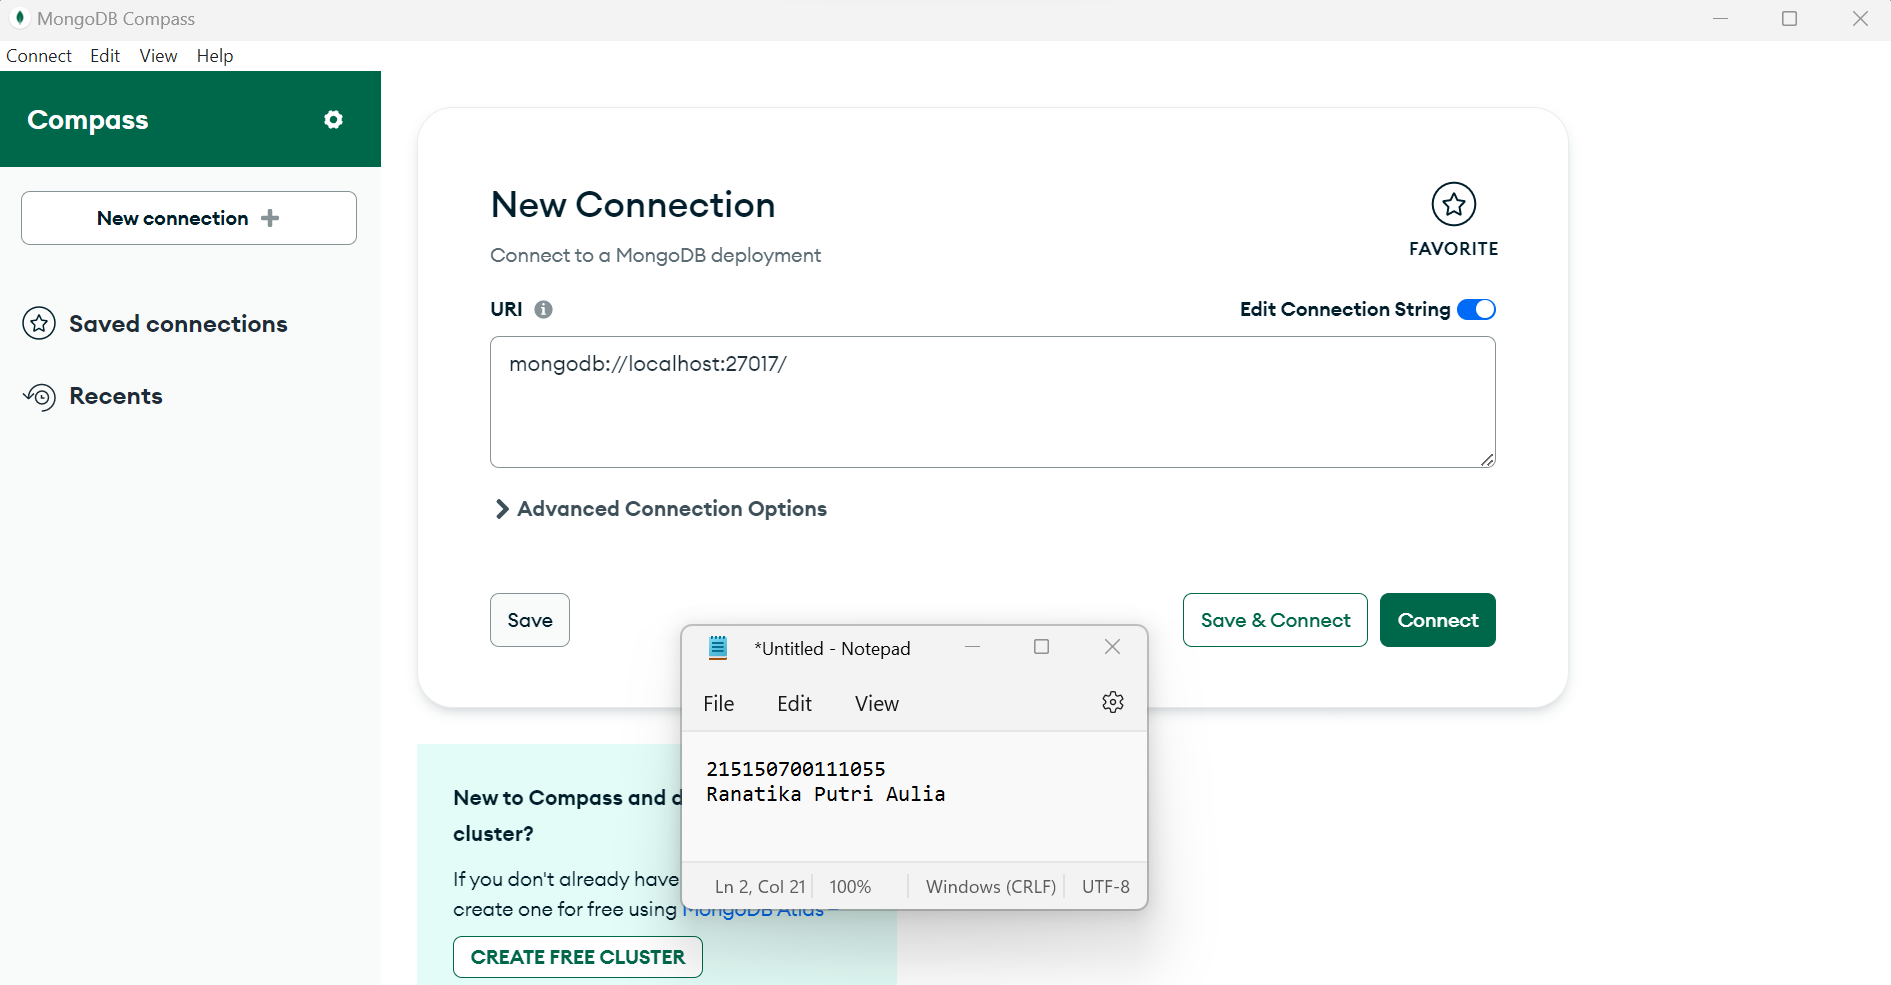 MongoDB Compass
Connect Edit View Help
Compass
New connection
Saved connections
Recents
New Connection
Connect to a MongoDB deployment
FAVORITE
URI
Edit Connection String
mongodb://localhost:27017/
Advanced Connection Options
Save
Save & Connect
Connect
New to Compass and d
cluster?
If you don't already have
create one for free using MongoDB Atlas
CREATE FREE CLUSTER
*Untitled - Notepad
File Edit View
215150700111055
Ranatika Putri Aulia
Ln 2, Col 21 100% Windows (CRLF) UTF-8